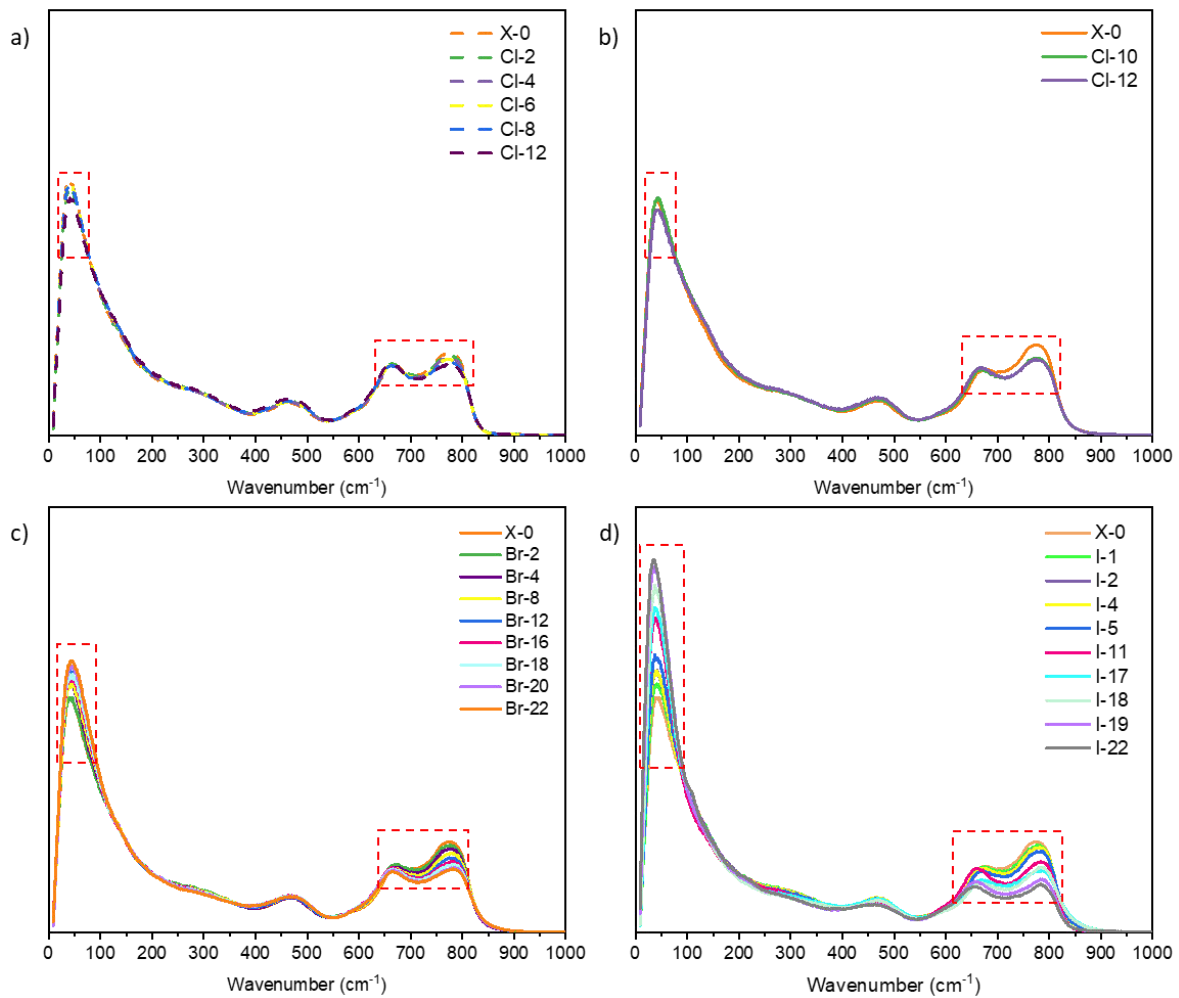 a)
X-0
Cl-2
Cl-4
Cl-6
Cl-8
Cl-12
0 100 200 300 400 500 600 700 800 900 1000
Wavenumber (cm⁻¹)
b)
X-0
Cl-10
Cl-12
0 100 200 300 400 500 600 700 800 900 1000
Wavenumber (cm⁻¹)
c)
X-0
Br-2
Br-4
Br-8
Br-12
Br-16
Br-18
Br-20
Br-22
0 100 200 300 400 500 600 700 800 900 1000
Wavenumber (cm⁻¹)
d)
X-0
I-1
I-2
I-4
I-5
I-11
I-17
I-18
I-19
I-22
0 100 200 300 400 500 600 700 800 900 1000
Wavenumber (cm⁻¹)